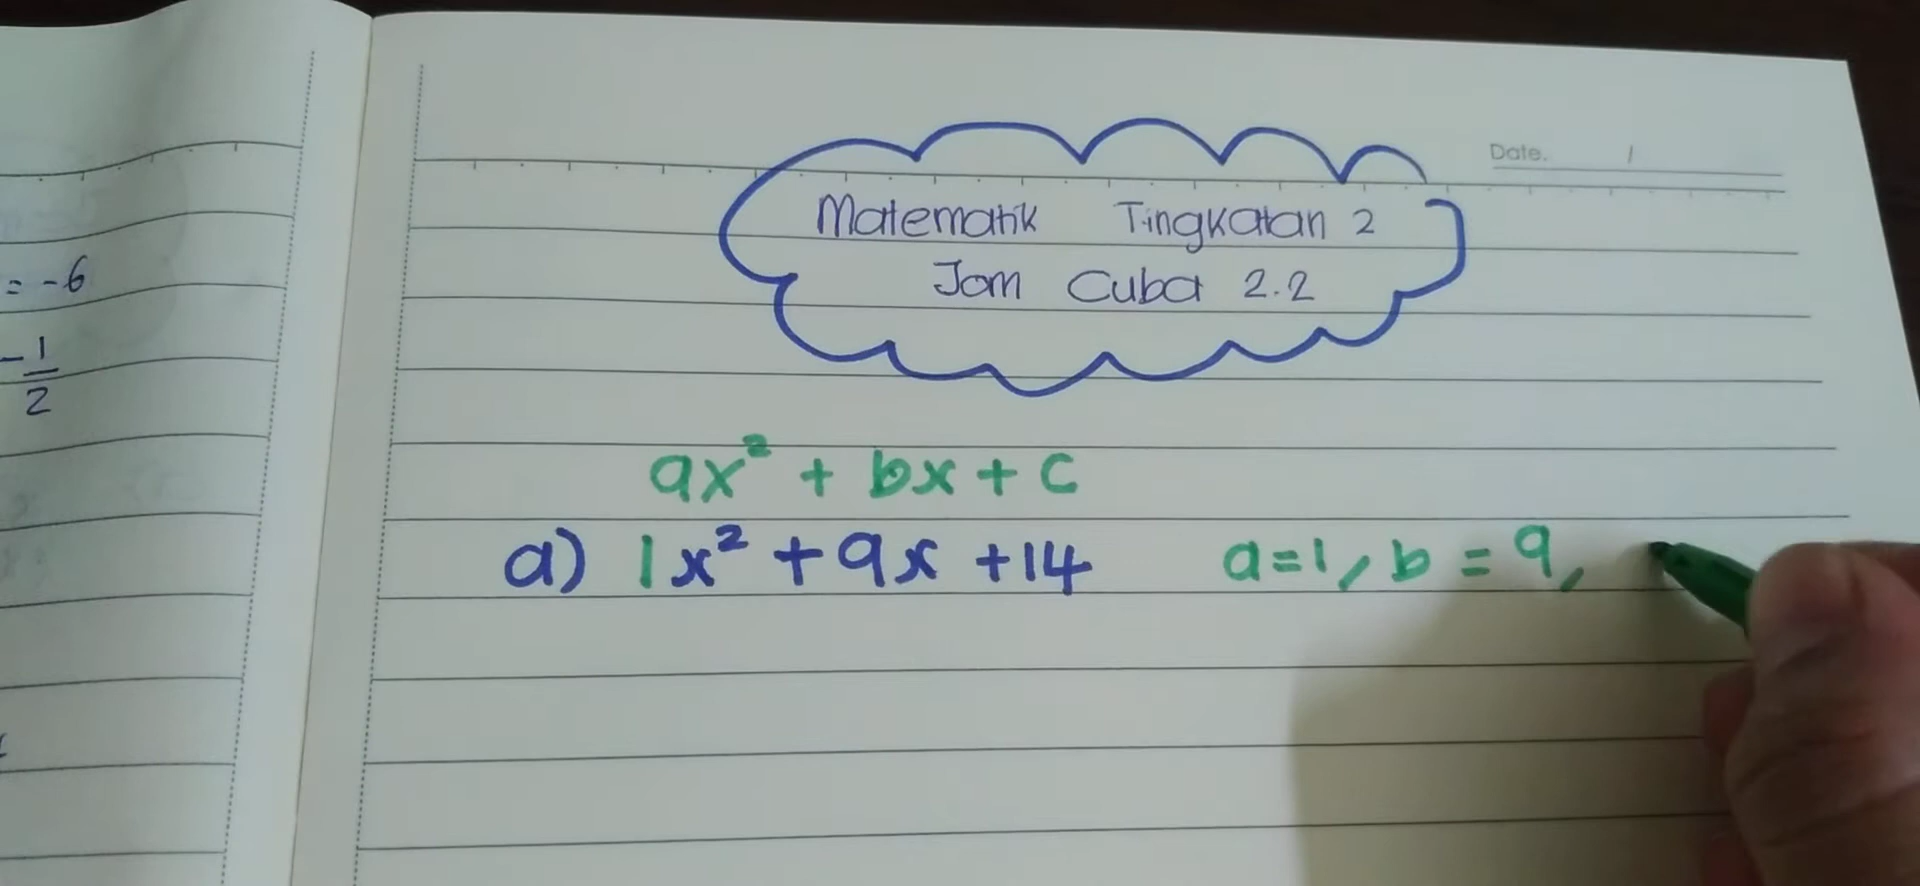 = -6
- 1/2
Date. /
Matematik Tingkatan 2
Jom Cuba 2.2
ax² + bx + c
a) 1x² + 9x + 14 a=1, b = 9,